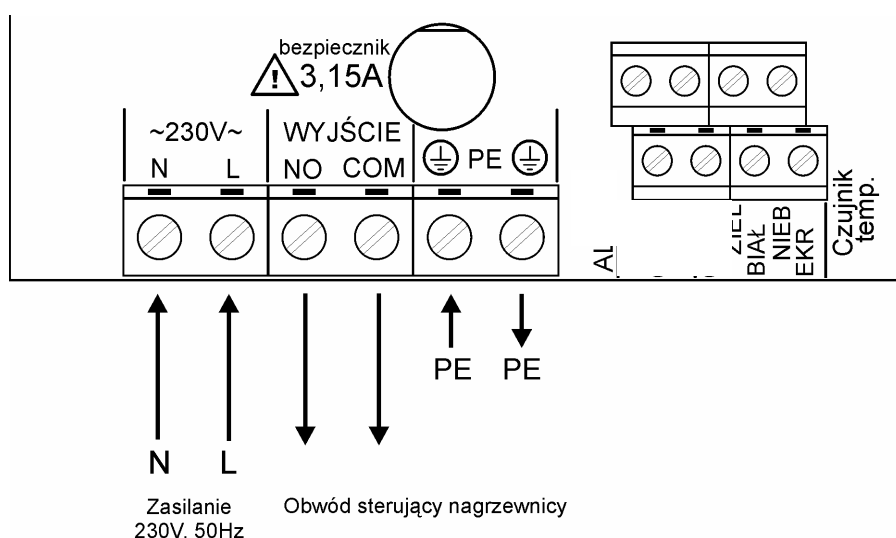 bezpiecznik
3,15A
~230V~ WYJŚCIE
N L NO COM PE
BIAŁ
NIEB
EKR
Czujnik
temp.
PE PE
N L
Zasilanie
230V, 50Hz
Obwód sterujący nagrzewnicy